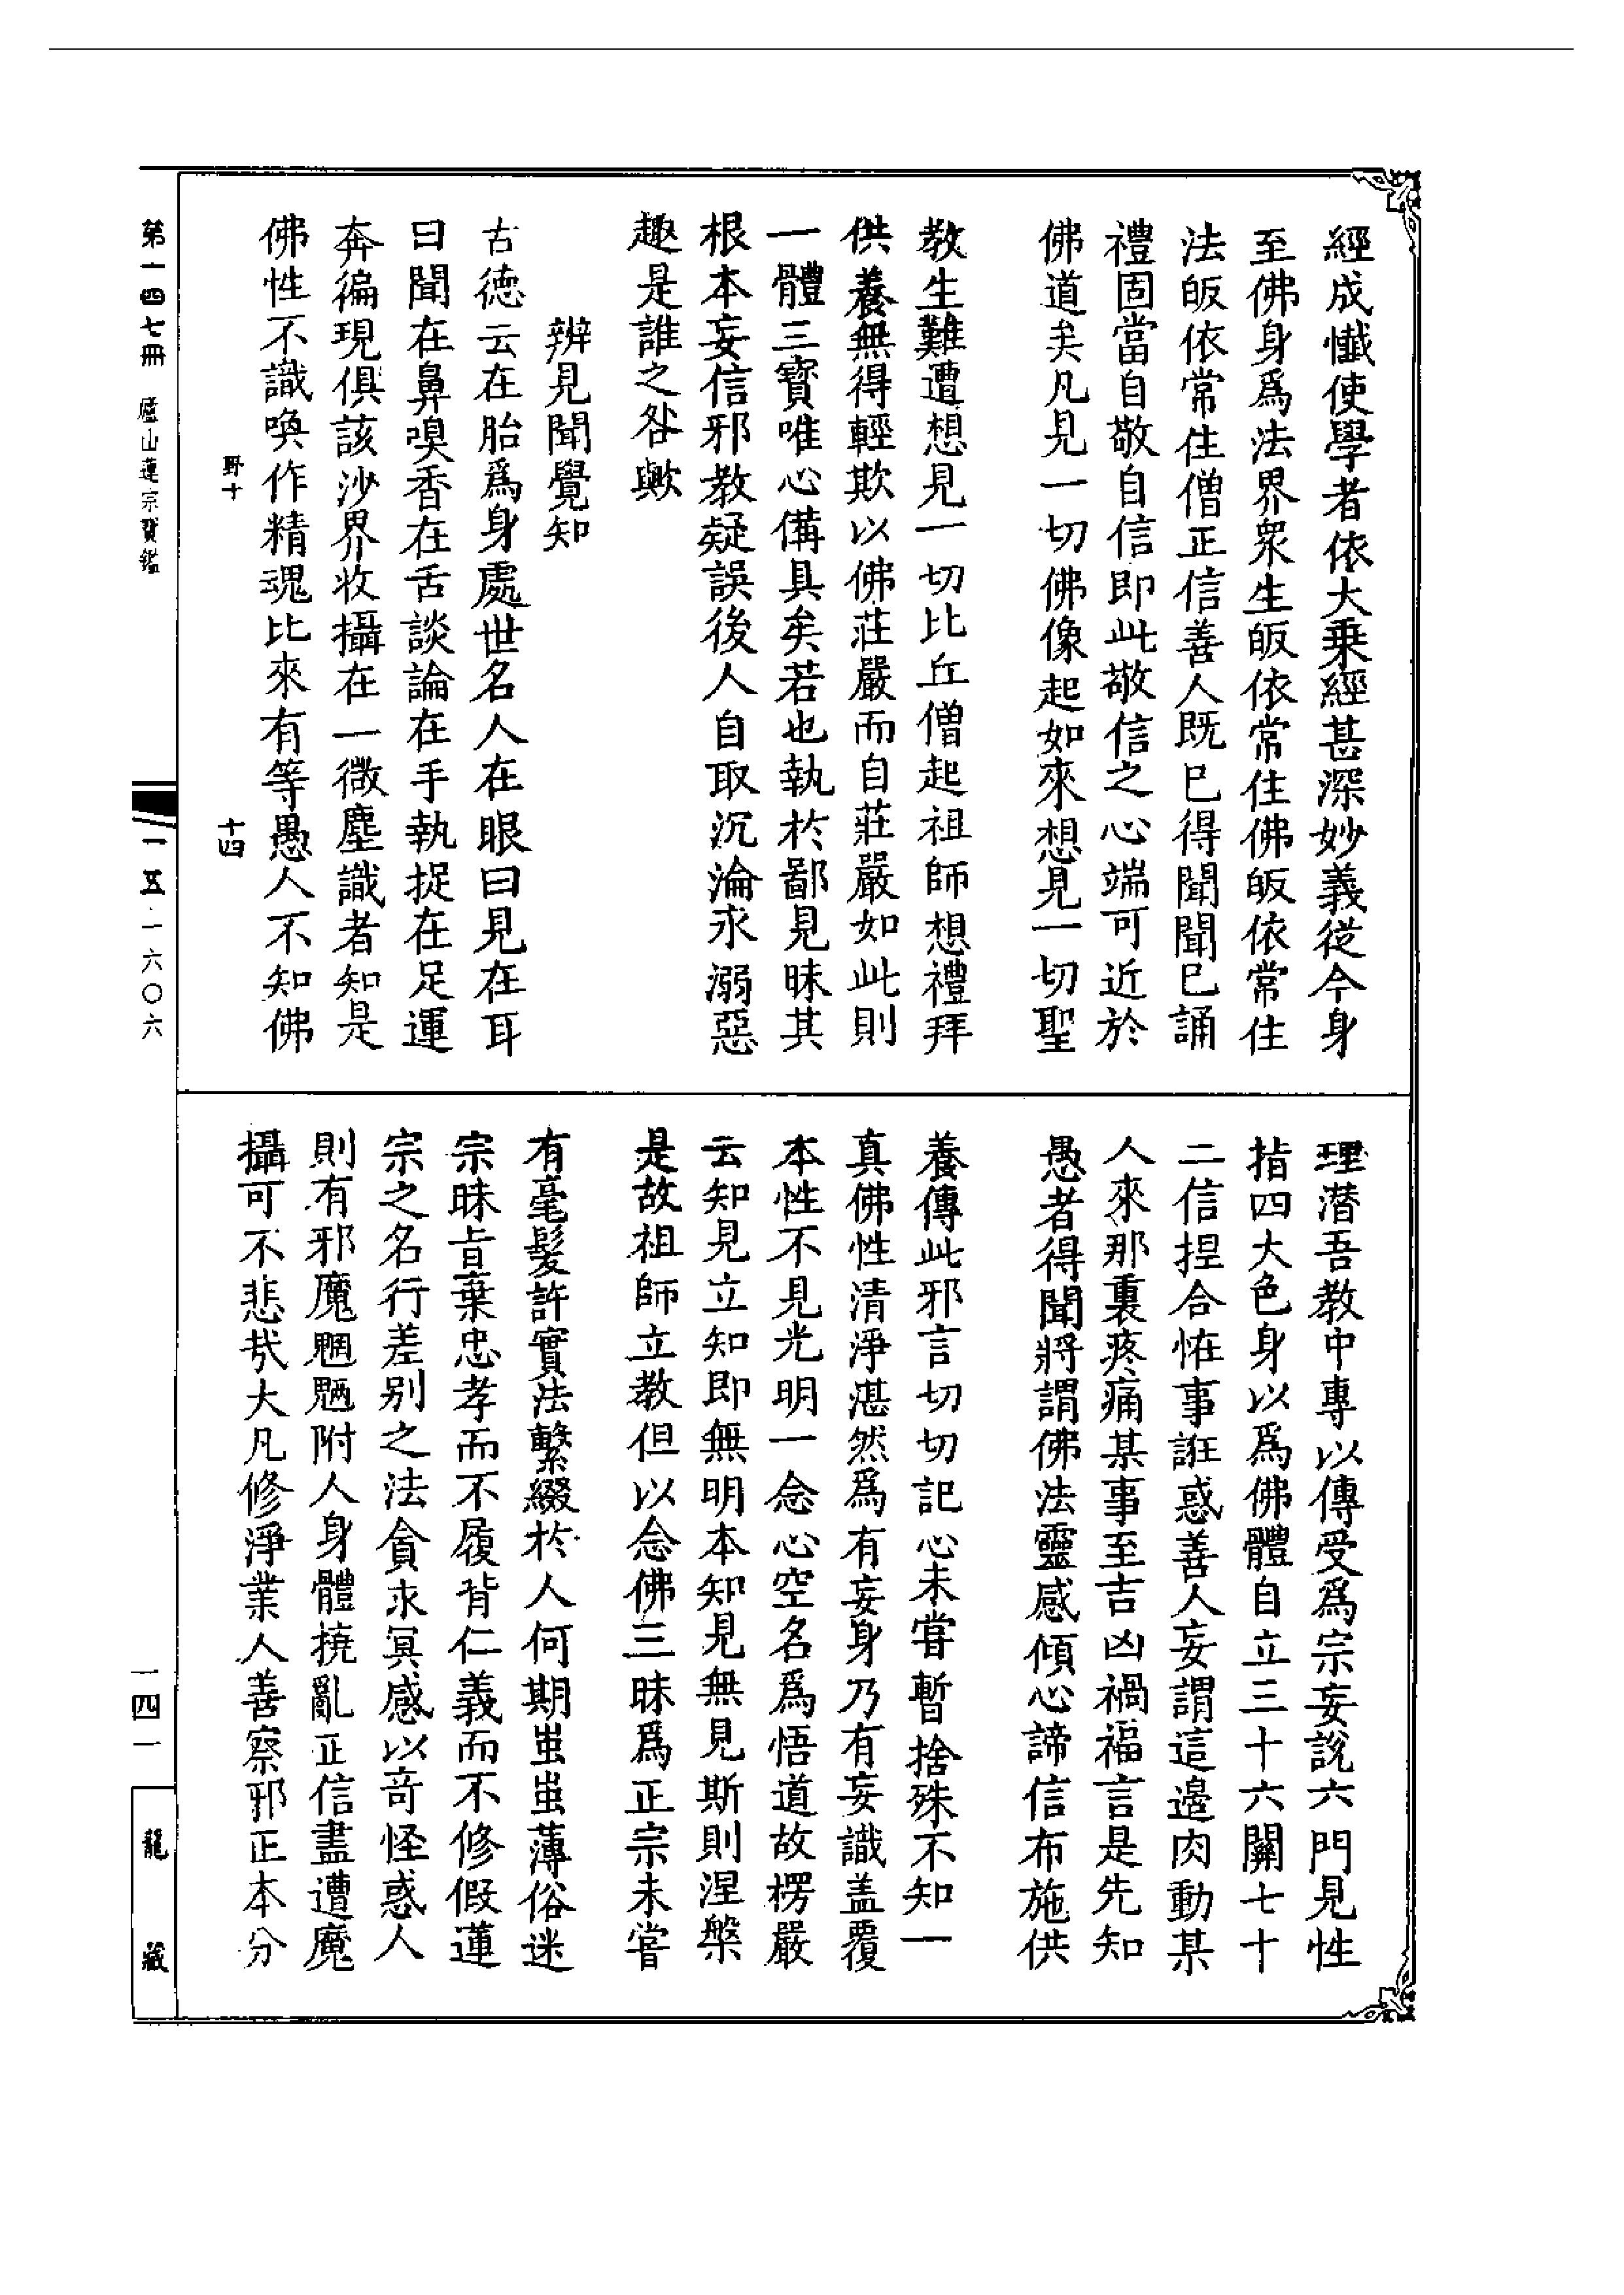 經成懺使學者依大乗經甚深妙義從今身
至佛身爲法界衆生皈依常住佛皈依常住
法皈依常住僧正信善人既已得聞聞已誦
禮固當自敬自信即此敬信之心端可近於
佛道矣凡見一切佛像起如來想見一切聖
教生難遭想見一切比丘僧起祖師想禮拜
供養無得輕欺以佛莊嚴而自莊嚴如此則
一體三寳唯心備具矣若也執於鄙見昧其
根本妄信邪教疑誤後人自取沉淪永溺惡
趣是誰之咎歟
辨見聞覺知
古德云在胎爲身處世名人在眼曰見在耳
曰聞在鼻嗅香在舌談論在手執捉在足運
奔徧現俱該沙界收攝在一微塵識者知是
佛性不識喚作精魂比來有等愚人不知佛
野十
十四
理潛吾教中專以傳受爲宗妄說六門見性
指四大色身以爲佛體自立三十六關七十
二信捏合恠事誑惑善人妄謂這邉肉動某
人來那裏疼痛某事至吉凶禍福言是先知
愚者得聞將謂佛法靈感傾心諦信布施供
養傳此邪言切切記心未甞暫捨殊不知一
真佛性清淨湛然爲有妄身乃有妄識盖覆
本性不見光明一念心空名爲悟道故楞嚴
云知見立知即無明本知見無見斯則涅槃
是故祖師立教但以念佛三昧爲正宗未甞
有毫髮許實法繫綴於人何期蚩蚩薄俗迷
宗昧旨棄忠孝而不履背仁義而不修假蓮
宗之名行差別之法貪求冥感以竒怪惑人
則有邪魔魍魎附人身體撓亂正信盡遭魔
攝可不悲哉大凡修淨業人善察邪正本分
第一四七冊　廬山蓮宗寳鑑
一五·一六〇六
一四一
龍藏